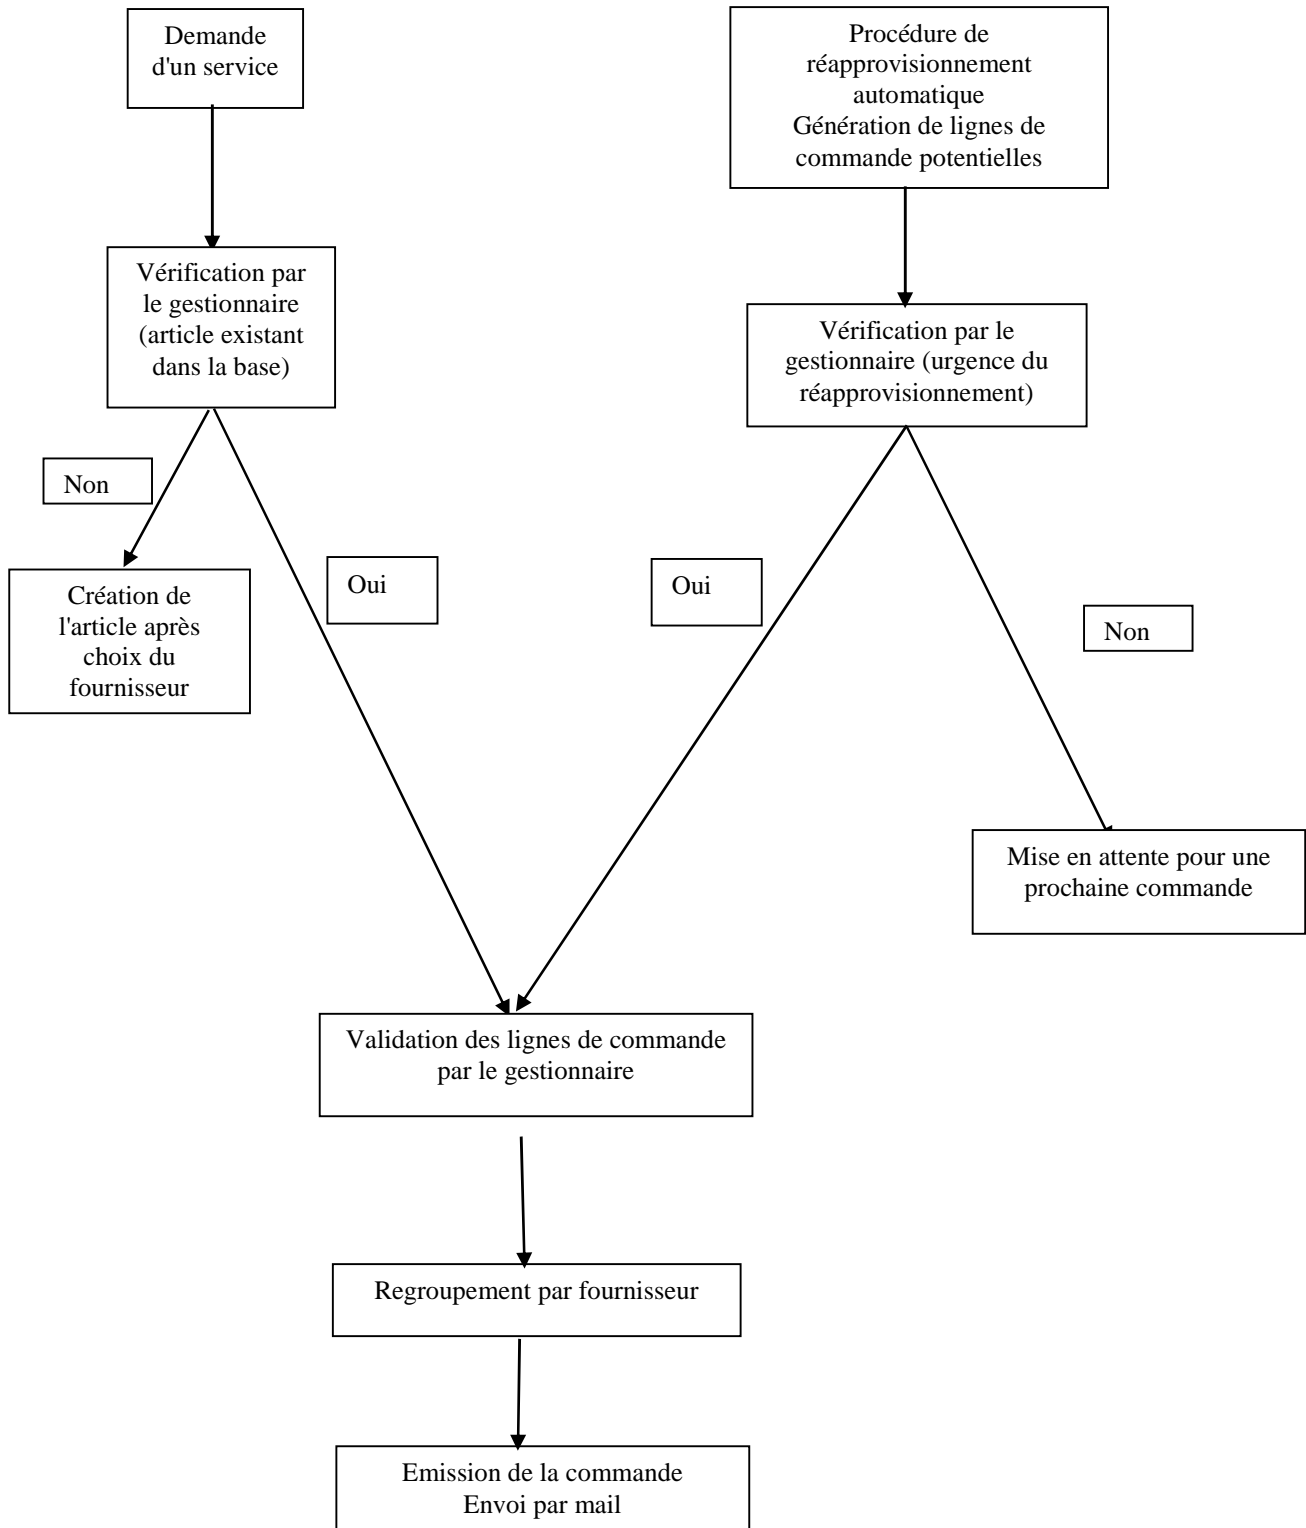 Demande
d'un service
Procédure de
réapprovisionnement
automatique
Génération de lignes de
commande potentielles
Vérification par
le gestionnaire
(article existant
dans la base)
Vérification par le
gestionnaire (urgence du
réapprovisionnement)
Non
Oui
Oui
Non
Création de
l'article après
choix du
fournisseur
Mise en attente pour une
prochaine commande
Validation des lignes de commande
par le gestionnaire
Regroupement par fournisseur
Emission de la commande
Envoi par mail